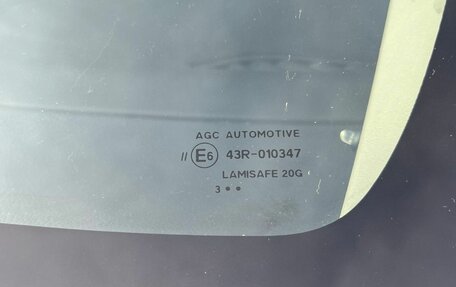 AGC AUTOMOTIVE
II E6 43R-010347
LAMISAFE 20G
3 ● ●